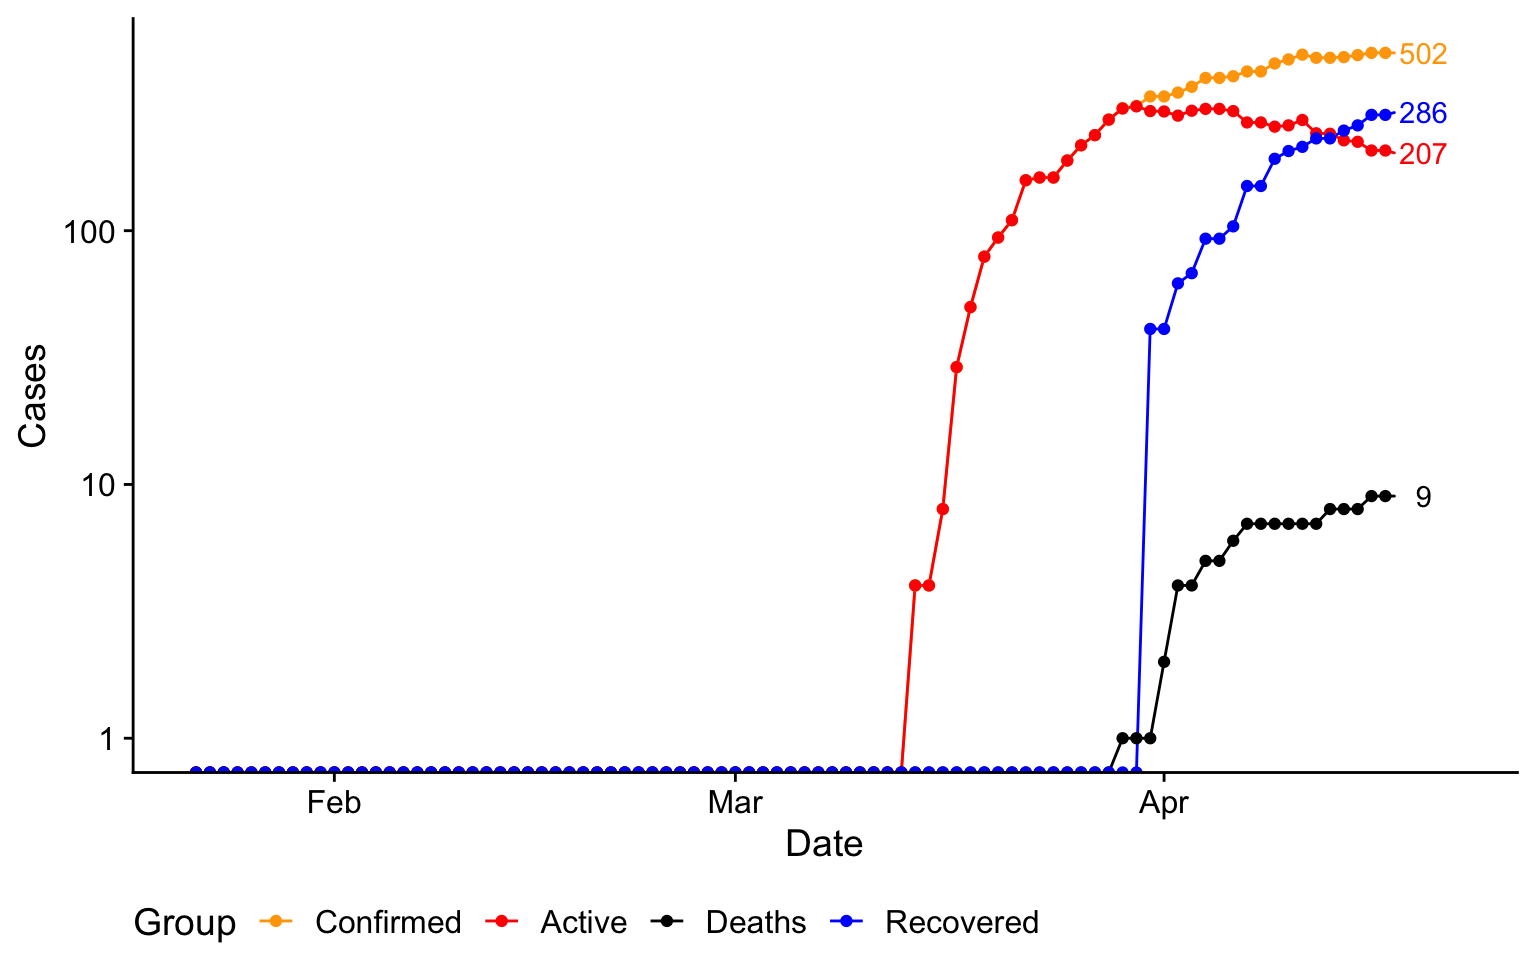 502
286
207
100
Cases
10
9
1
Feb Mar Apr
Date
Group Confirmed Active Deaths Recovered